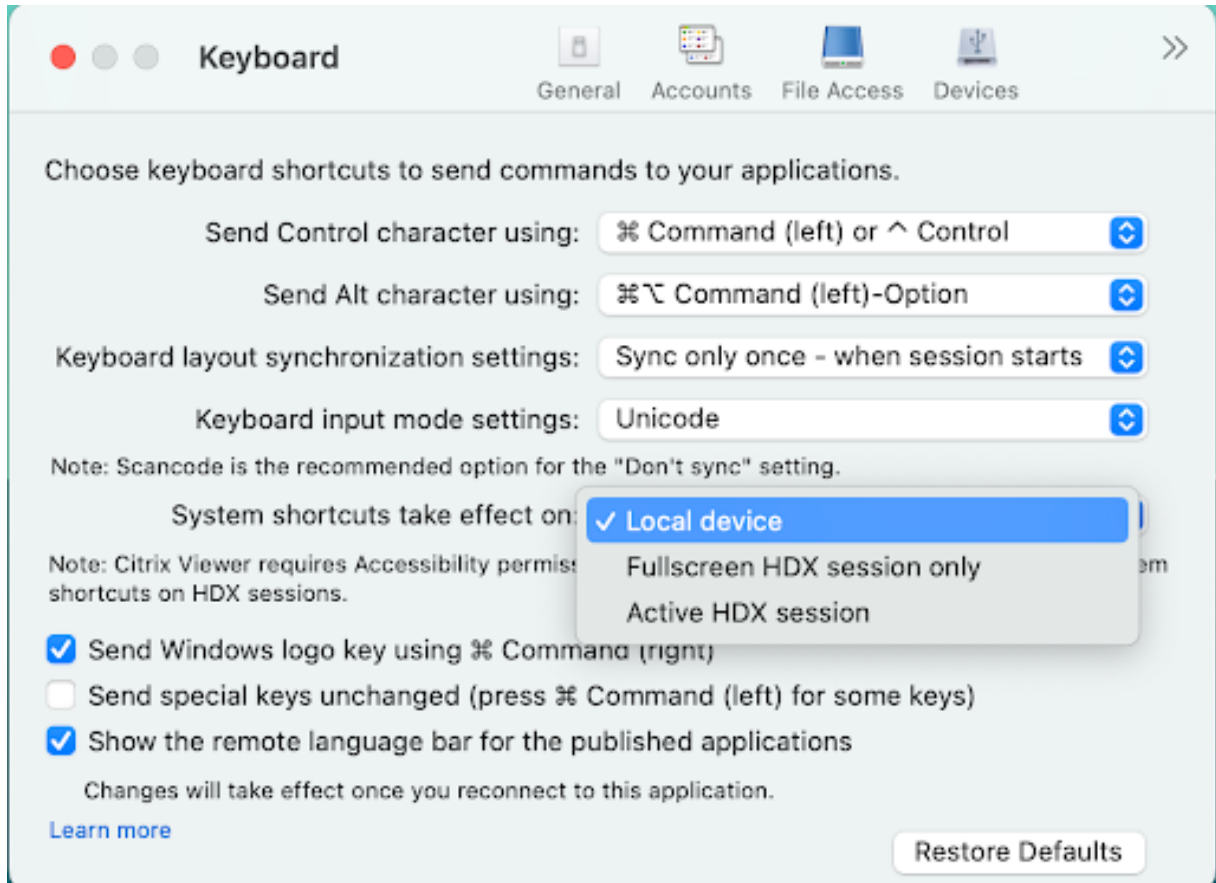 Keyboard
General Accounts File Access Devices
Choose keyboard shortcuts to send commands to your applications.
Send Control character using: ⌘ Command (left) or ^ Control
Send Alt character using: ⌘⌥ Command (left)-Option
Keyboard layout synchronization settings: Sync only once - when session starts
Keyboard input mode settings: Unicode
Note: Scancode is the recommended option for the "Don't sync" setting.
System shortcuts take effect on: ✓ Local device
Fullscreen HDX session only
Active HDX session
Note: Citrix Viewer requires Accessibility
shortcuts on HDX sessions.
Send Windows logo key using ⌘ Command (right)
Send special keys unchanged (press ⌘ Command (left) for some keys)
Show the remote language bar for the published applications
Changes will take effect once you reconnect to this application.
Learn more
Restore Defaults